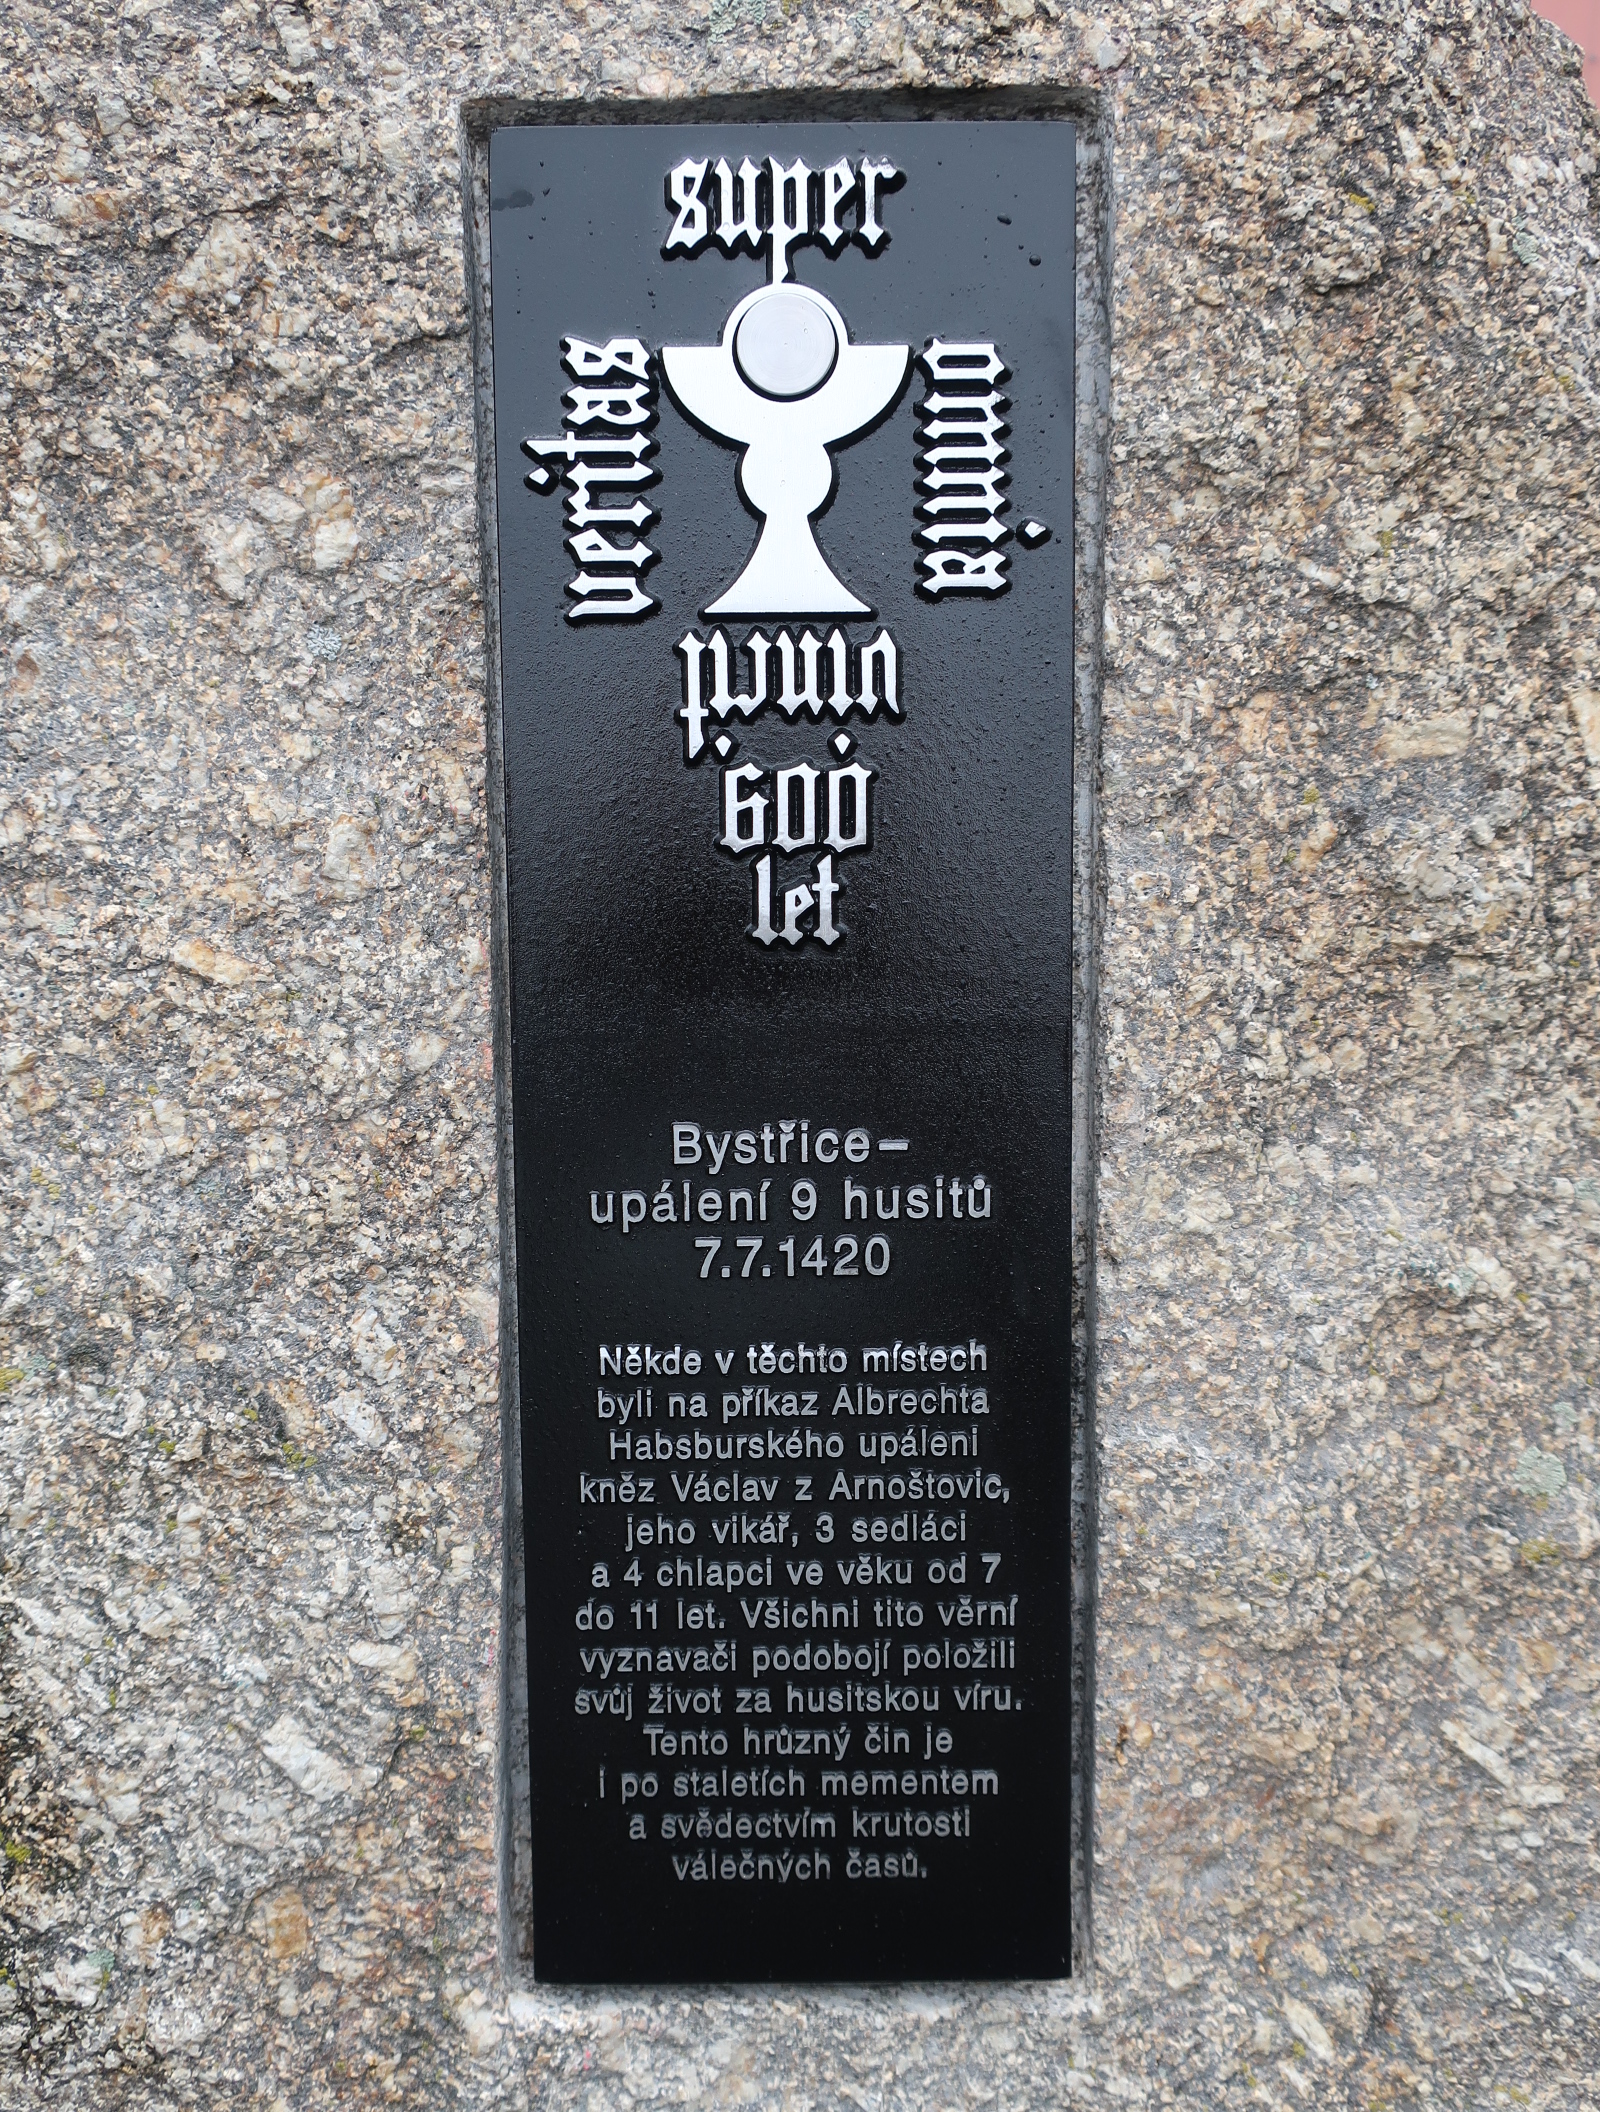 super
veritas
omnia
vincit
600
let
Bystřice–
upálení 9 husitů
7.7.1420
Někde v těchto místech
byli na příkaz Albrechta
Habsburského upáleni
kněz Václav z Arnoštovic,
jeho vikář, 3 sedláci
a 4 chlapci ve věku od 7
do 11 let. Všichni tito věrní
vyznavači podobojí položili
svůj život za husitskou víru.
Tento hrůzný čin je
i po staletích mementem
a svědectvím krutosti
válečných časů.